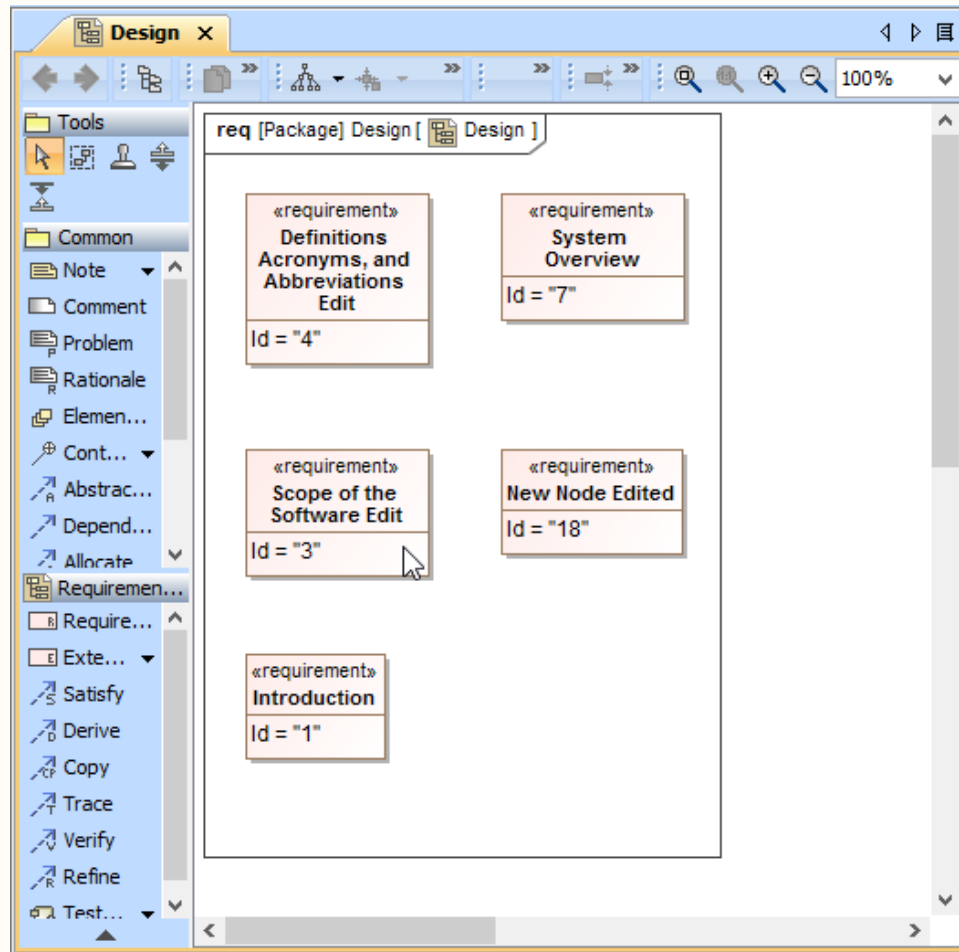 Design
100%
Tools
Common
Note
Comment
Problem
Rationale
Elemen...
Cont...
Abstrac...
Depend...
Allocate
Requiremen...
Require...
Exte...
Satisfy
Derive
Copy
Trace
Verify
Refine
Test...
req [Package] Design [ Design ]
«requirement»
Definitions
Acronyms, and
Abbreviations
Edit
Id = "4"
«requirement»
System
Overview
Id = "7"
«requirement»
Scope of the
Software Edit
Id = "3"
«requirement»
New Node Edited
Id = "18"
«requirement»
Introduction
Id = "1"